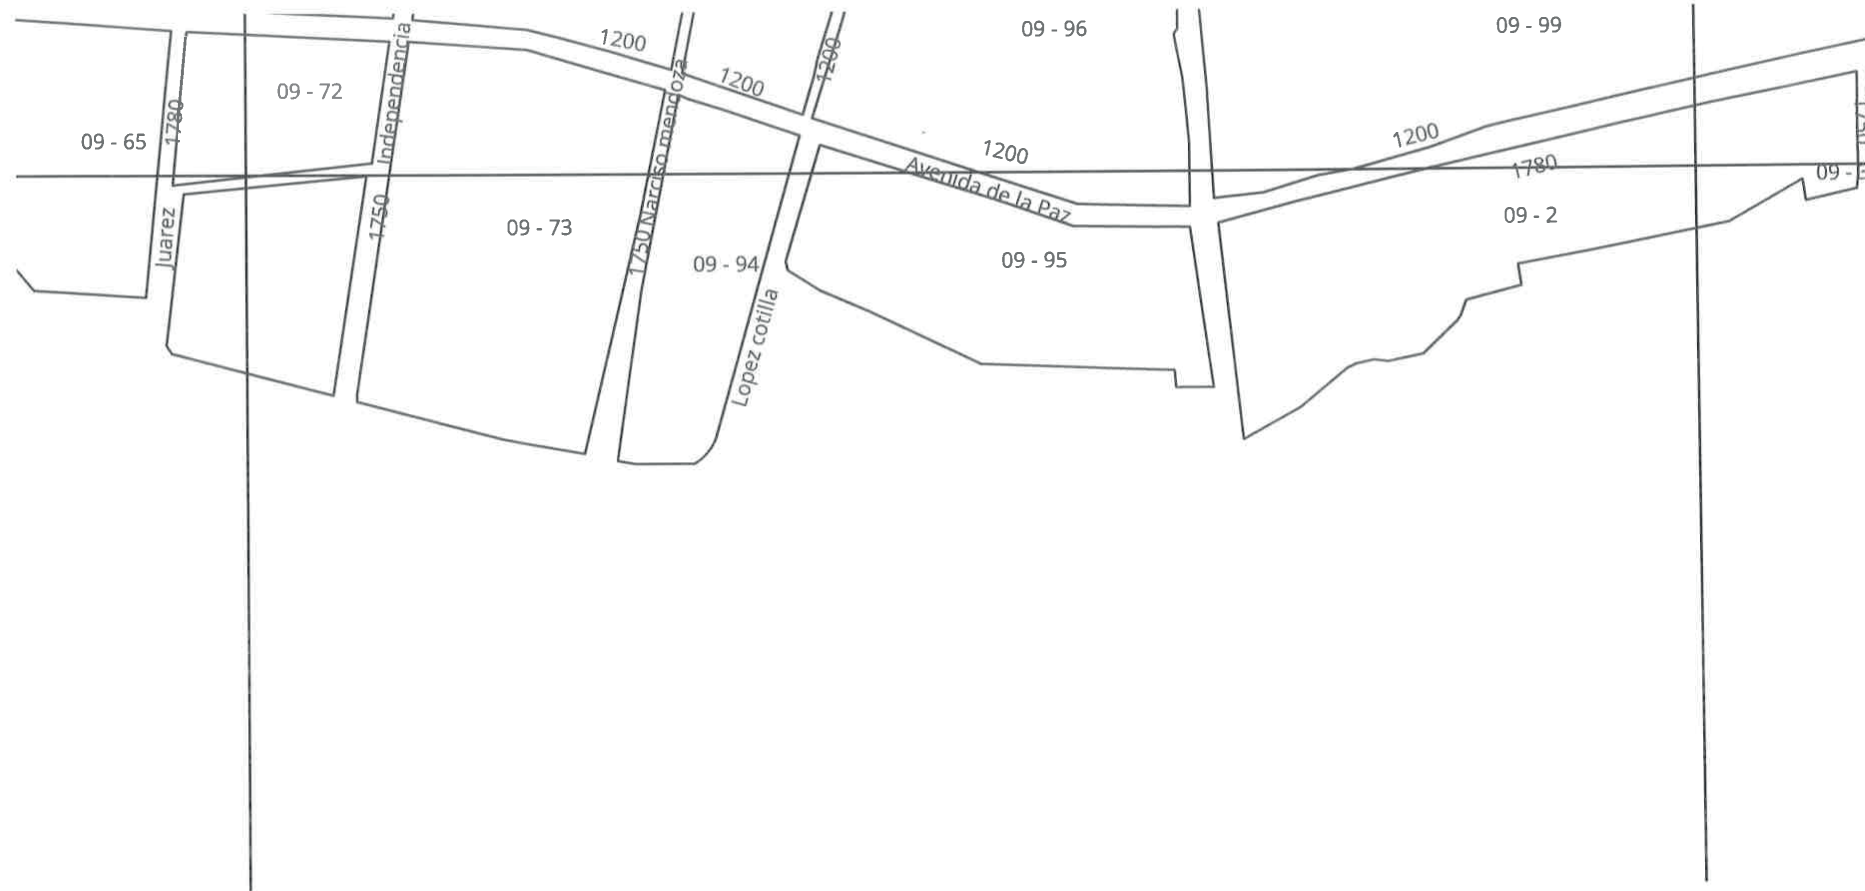 09 - 96
09 - 99
1200
1200
1200
09 - 72
1780
Independencia
09 - 65
1200
1200
1780
Avenida de la Paz
Juarez
1750
09 - 73
1750 Narciso mendoza
09 - 94
09 - 95
09 - 2
Lopez cotilla